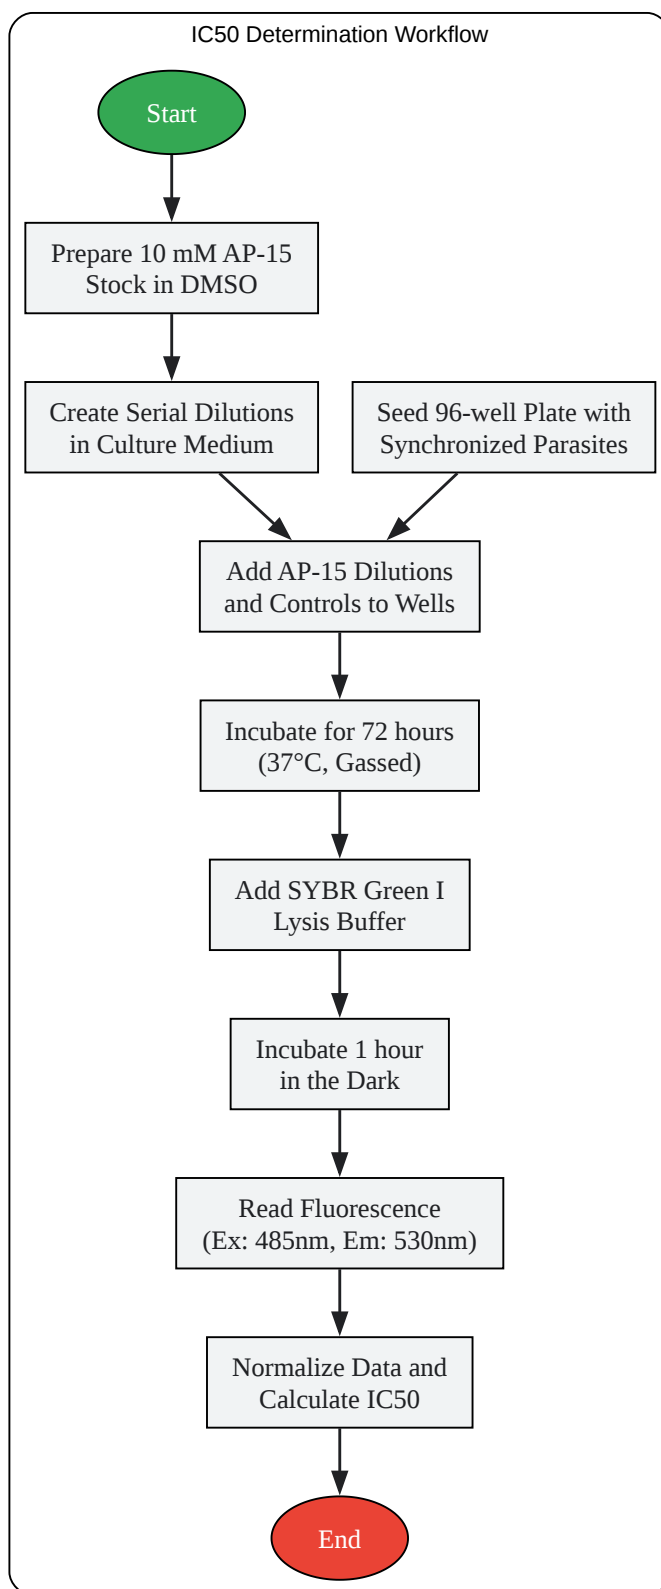 IC50 Determination Workflow
Start
Prepare 10 mM AP-15
Stock in DMSO
Create Serial Dilutions
in Culture Medium
Seed 96-well Plate with
Synchronized Parasites
Add AP-15 Dilutions
and Controls to Wells
Incubate for 72 hours
(37°C, Gassed)
Add SYBR Green I
Lysis Buffer
Incubate 1 hour
in the Dark
Read Fluorescence
(Ex: 485nm, Em: 530nm)
Normalize Data and
Calculate IC50
End